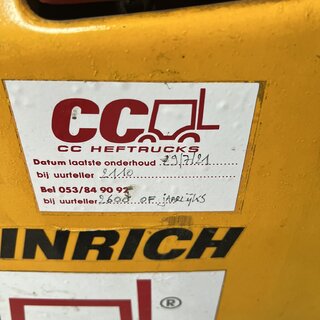 CC
CC HEFTRUCKS
Datum laatste onderhoud 29/7/21
bij uurteller 2110
Bel 053/84 90 92
bij uurteller 2600 OF JAARLIJKS
INRICH
®